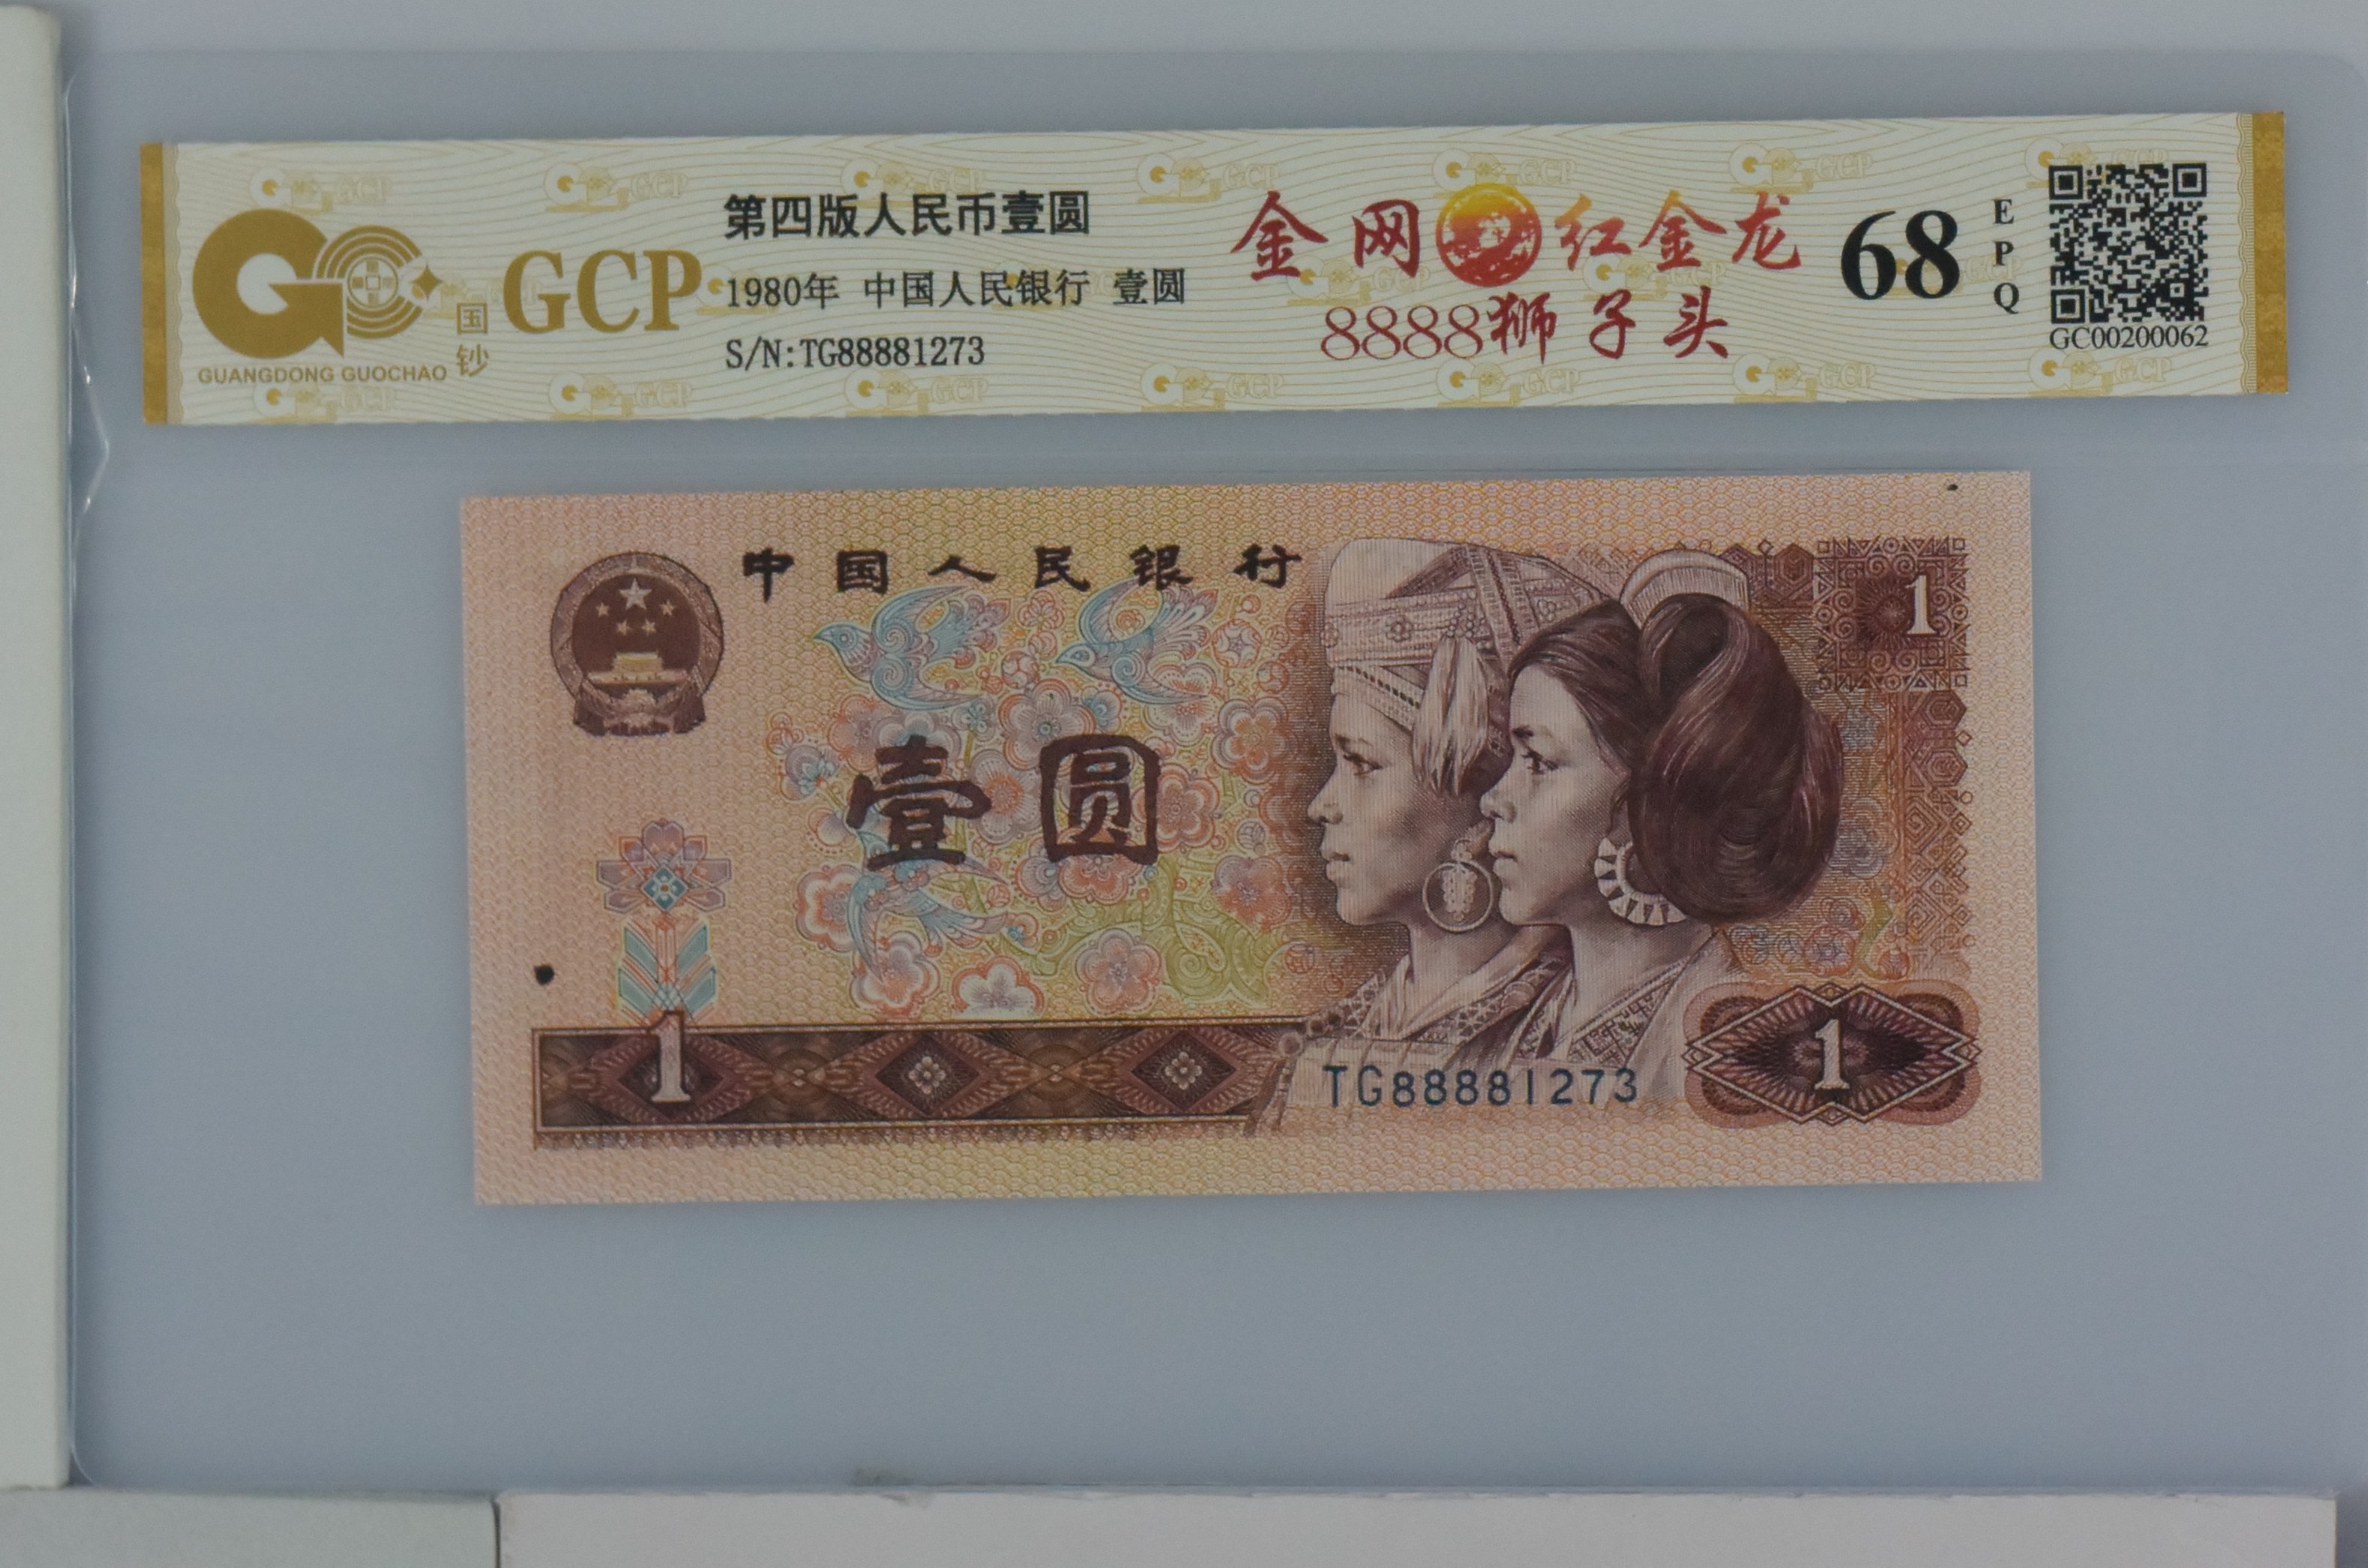 国钞
GUANGDONG GUOCHAO
GCP
第四版人民币壹圆
1980年 中国人民银行 壹圆
S/N:TG88881273
金网 红金龙
8888狮子头
68
EPQ
GC00200062
中国人民银行
1
壹圆
1
TG88881273
1